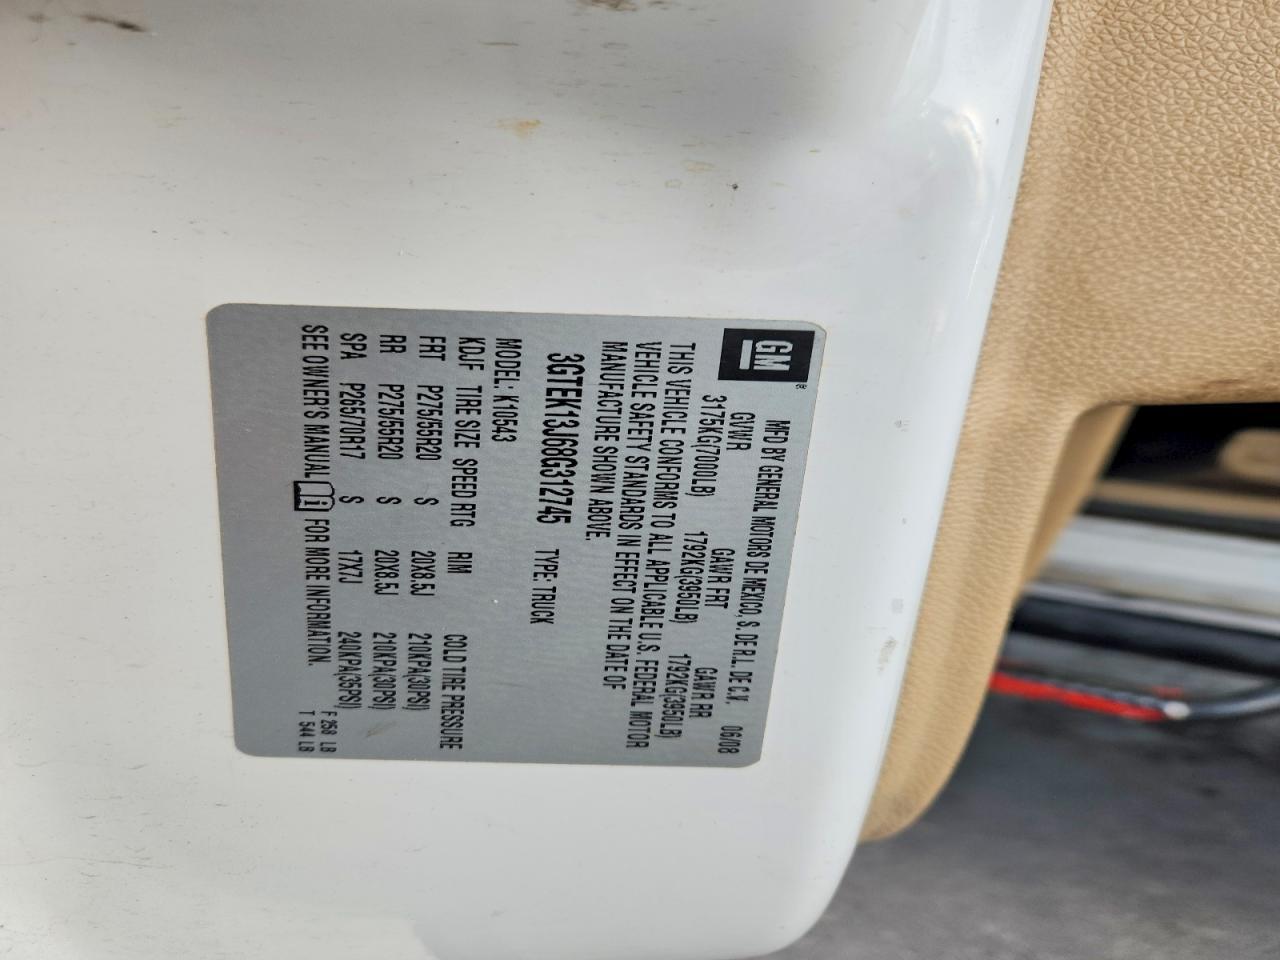 GM®
MFD BY GENERAL MOTORS DE MEXICO, S. DE R.L. DE C.V. 06/08
GVWR GAWR FRT GAWR RR
3175KG(7000LB) 1792KG(3950LB) 1792KG(3950LB)
THIS VEHICLE CONFORMS TO ALL APPLICABLE U.S. FEDERAL MOTOR
VEHICLE SAFETY STANDARDS IN EFFECT ON THE DATE OF
MANUFACTURE SHOWN ABOVE.
3GTEK13J68G312745 TYPE: TRUCK
MODEL: K10543
KDJF TIRE SIZE SPEED RTG RIM COLD TIRE PRESSURE
FRT P275/55R20 S 20X8.5J 210KPA(30PSI)
RR P275/55R20 S 20X8.5J 210KPA(30PSI)
SPA P265/70R17 S 17X7J 240KPA(35PSI)
SEE OWNER'S MANUAL FOR MORE INFORMATION.
F 258 LB
T 544 LB